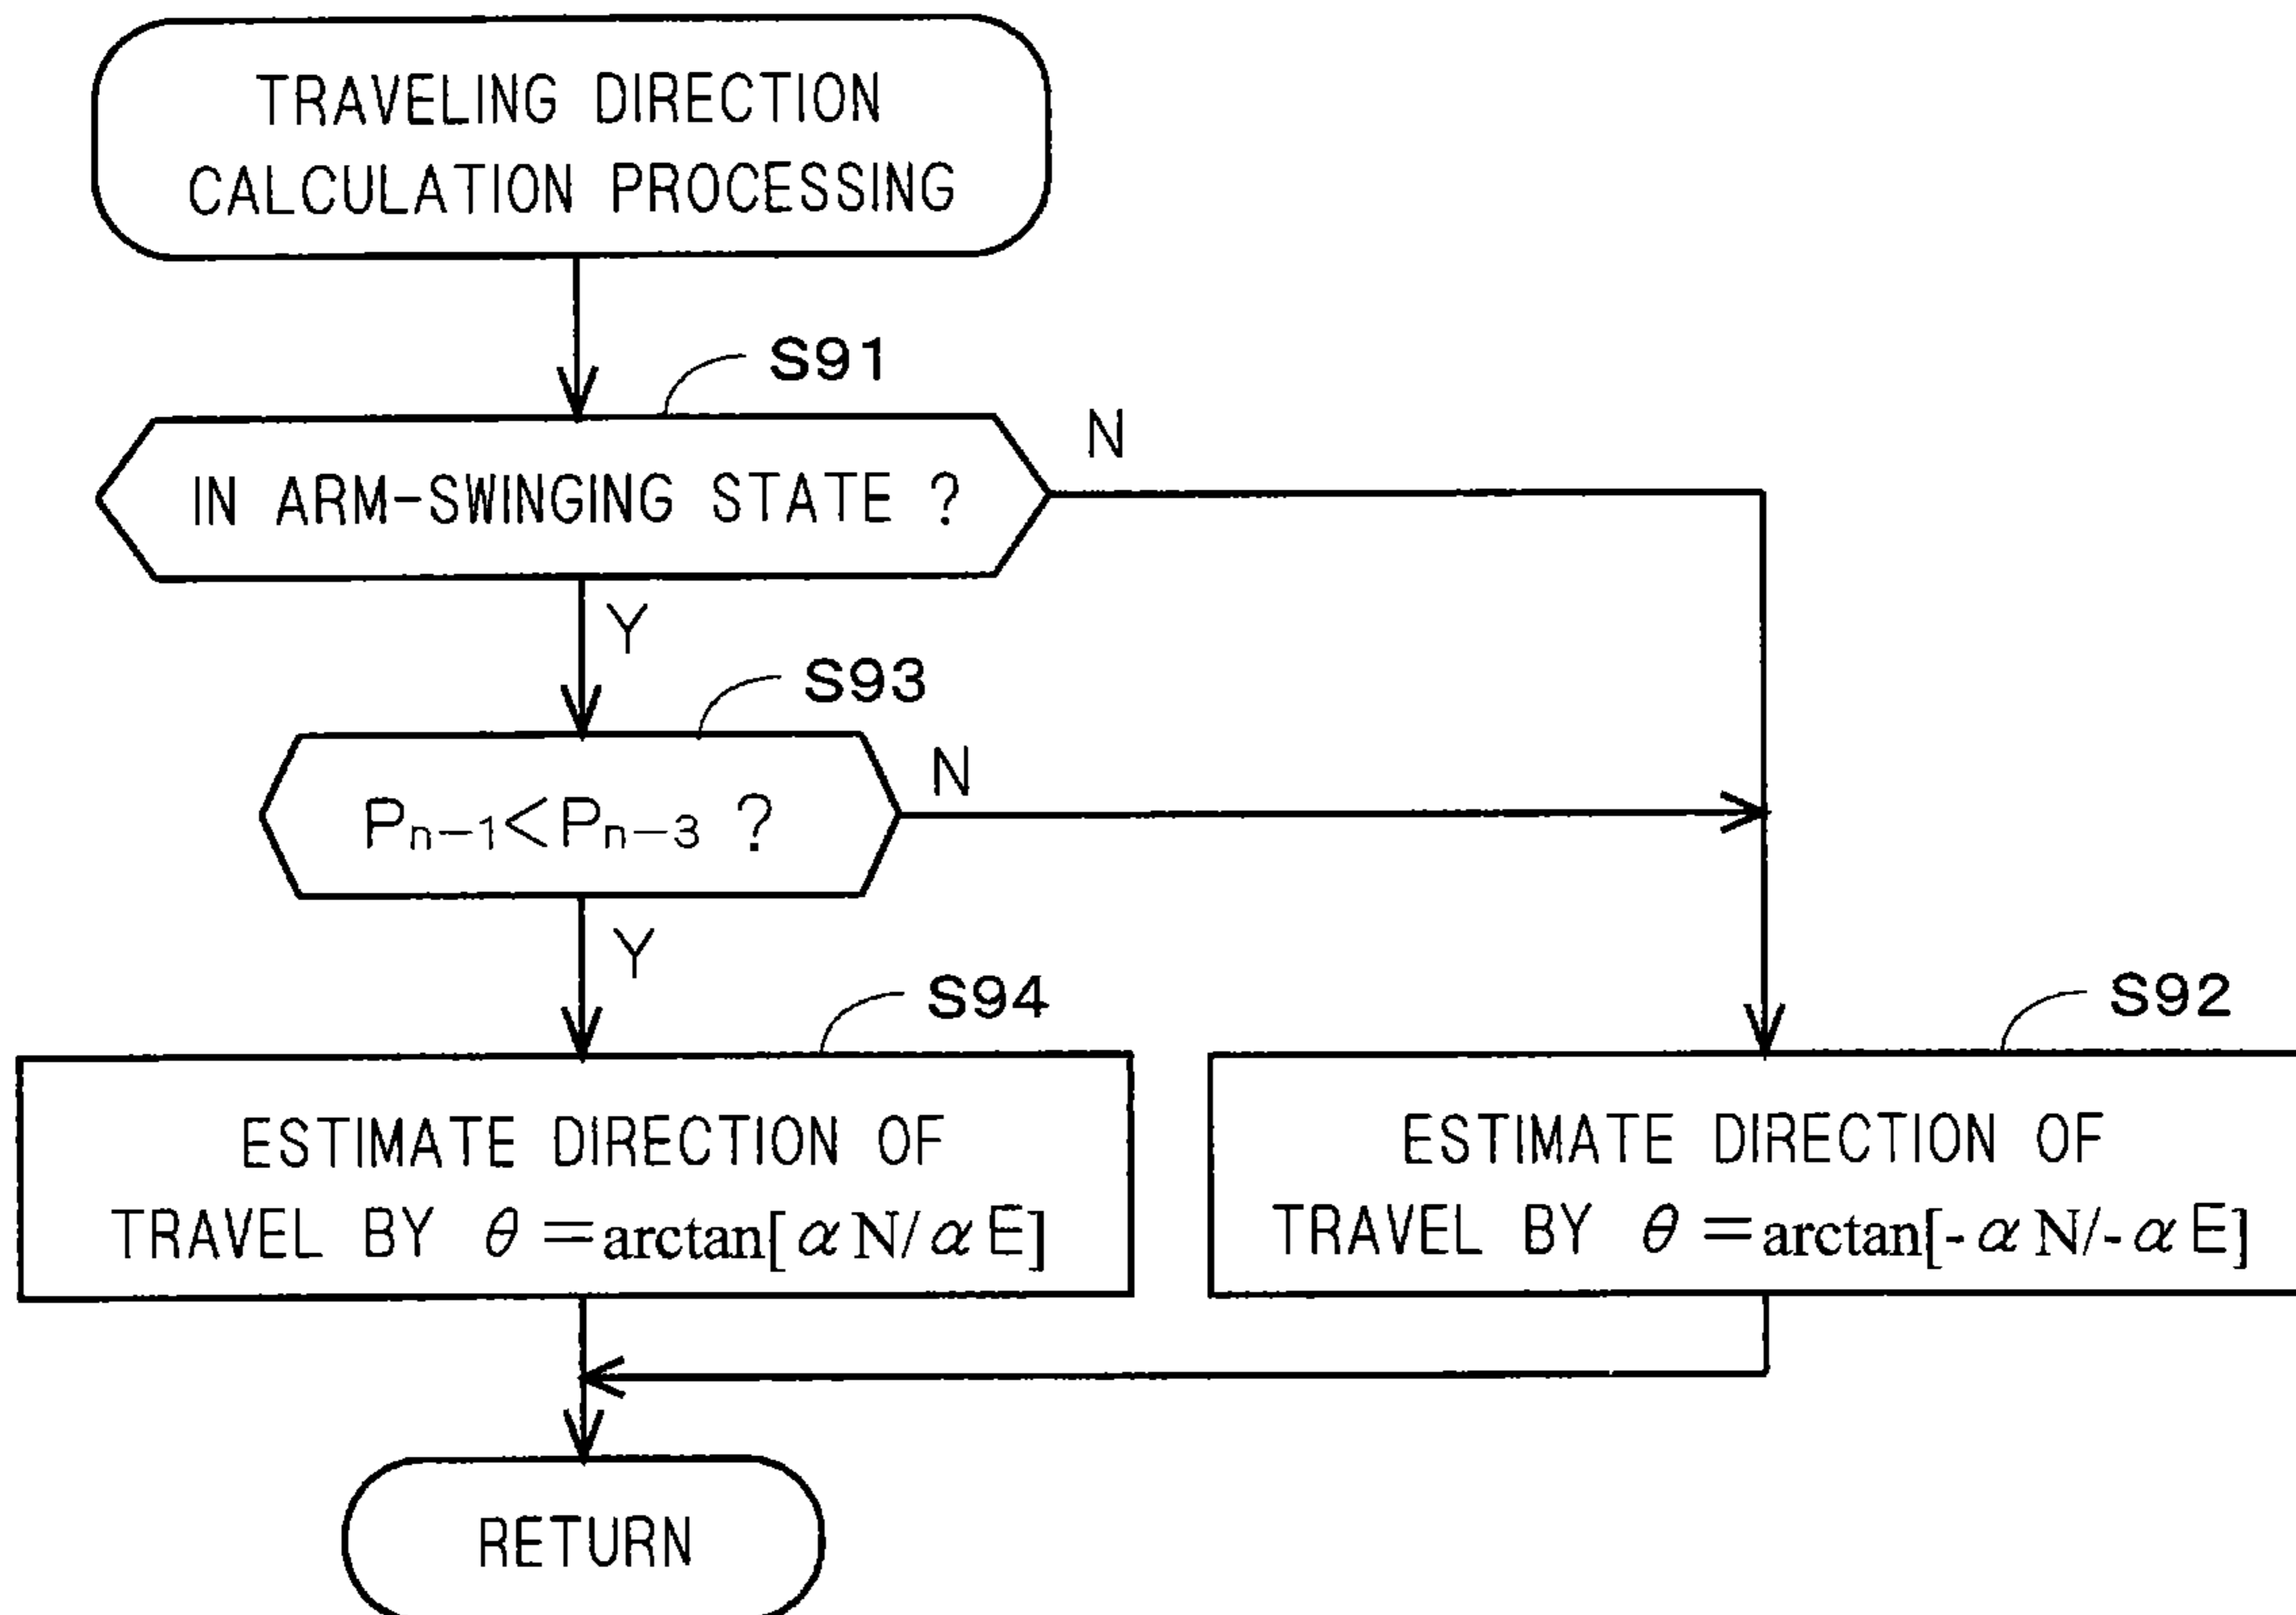 TRAVELING DIRECTION
CALCULATION PROCESSING
S91
N
IN ARM-SWINGING STATE ?
Y
S93
N
Pn-1<Pn-3 ?
Y
S94
S92
ESTIMATE DIRECTION OF
TRAVEL BY θ=arctan[αN/αE]
ESTIMATE DIRECTION OF
TRAVEL BY θ=arctan[-αN/-αE]
RETURN